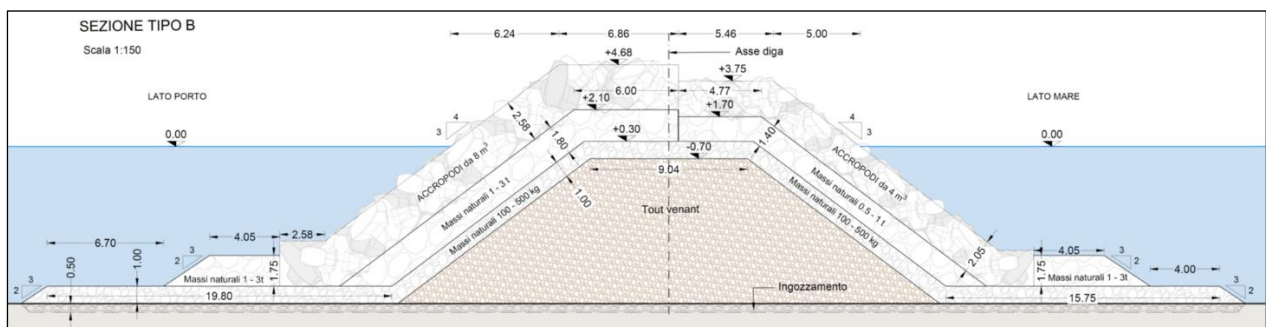 SEZIONE TIPO B
Scala 1:150
6.24
6.86
5.46
5.00
Asse diga
+4.68
+3.75
LATO PORTO
LATO MARE
6.00
4.77
+2.10
+1.70
0.00
0.00
4
3
4
3
2.58
1.80
1.00
+0.30
-0.70
1.40
9.04
ACCROPODI da 8 m³
Massi naturali 1 - 3 t
Massi naturali 100 - 500 kg
Tout venant
ACCROPODI da 4 m³
Massi naturali 0.5 - 1 t
Massi naturali 100 - 500 kg
2.05
6.70
4.05
2.58
4.05
4.00
0.50
1.00
3
2
3
2
1.75
1.75
3
2
3
2
Massi naturali 1 - 3t
Massi naturali 1 - 3t
19.80
Ingozzamento
15.75